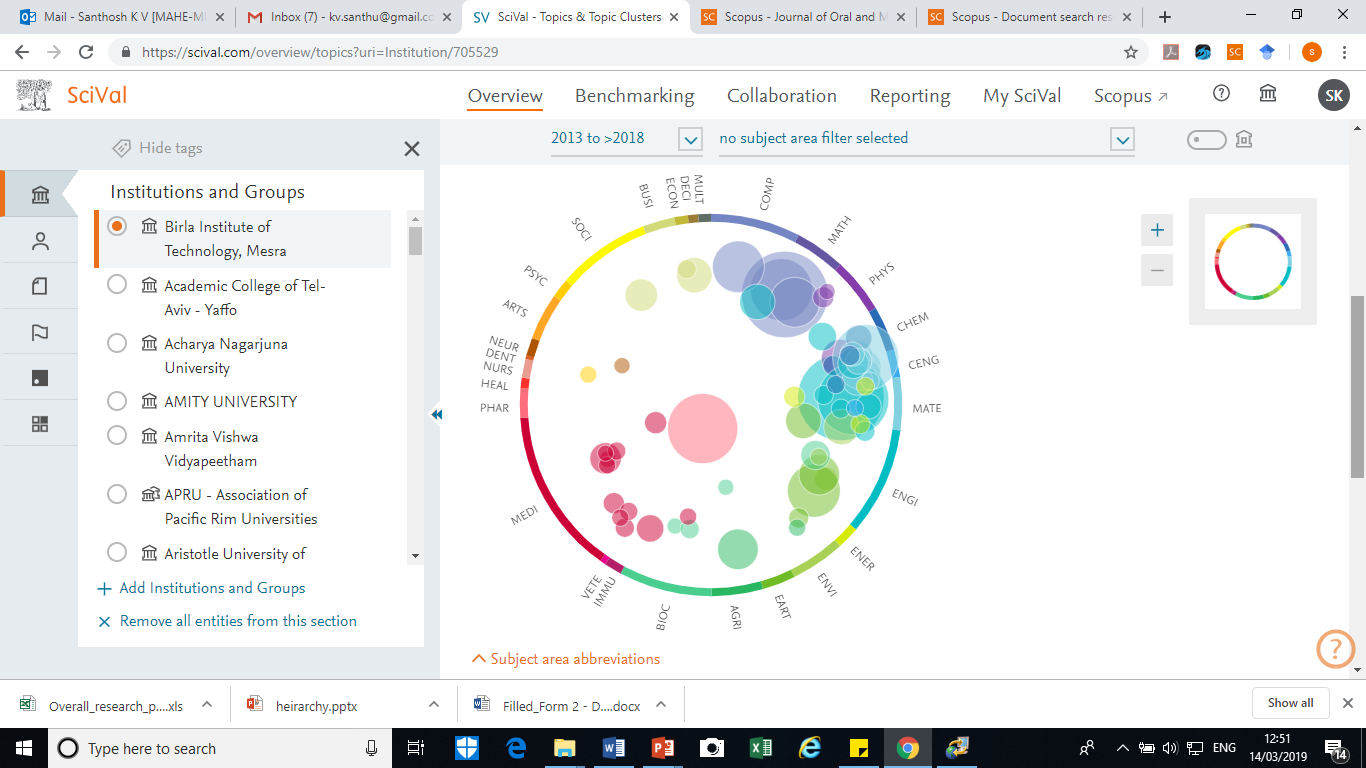 Mail - Santhosh K V [MAHE-MI
Inbox (7) - kv.santhu@gmail.co
SciVal - Topics & Topic Clusters
Scopus - Journal of Oral and M
Scopus - Document search res
https://scival.com/overview/topics?uri=Institution/705529
SciVal
Overview
Benchmarking
Collaboration
Reporting
My SciVal
Scopus
SK
Hide tags
2013 to >2018
no subject area filter selected
Institutions and Groups
Birla Institute of
Technology, Mesra
Academic College of Tel-
Aviv - Yaffo
Acharya Nagarjuna
University
AMITY UNIVERSITY
Amrita Vishwa
Vidyapeetham
APRU - Association of
Pacific Rim Universities
Aristotle University of
Add Institutions and Groups
Remove all entities from this section
COMP
MATH
PHYS
CHEM
CENG
MATE
ENGI
ENER
ENVI
EART
AGRI
BIOC
IMMU
VETE
MEDI
PHAR
HEAL
NURS
DENT
NEUR
ARTS
PSYC
SOCI
BUSI
ECON
DECI
MULT
Subject area abbreviations
Overall_research_p....xls
heirarchy.pptx
Filled_Form 2 - D....docx
Show all
Type here to search
ENG
12:51
14/03/2019
14